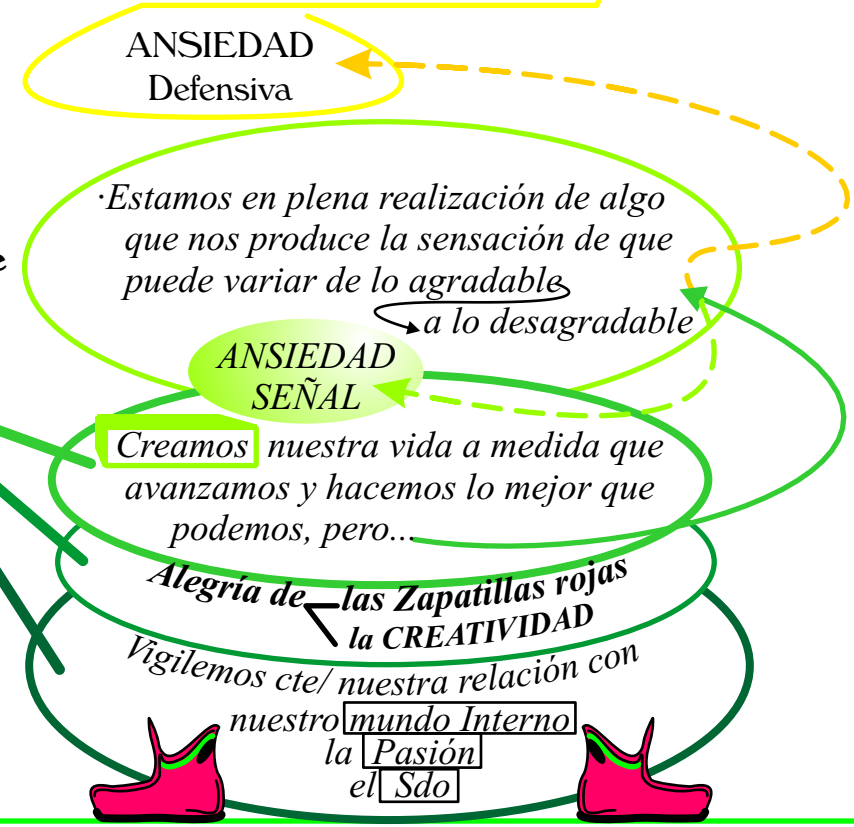 ANSIEDAD
Defensiva
·Estamos en plena realización de algo
que nos produce la sensación de que
puede variar de lo agradable
a lo desagradable
ANSIEDAD
SEÑAL
Creamos nuestra vida a medida que
avanzamos y hacemos lo mejor que
podemos, pero...
Alegría de las Zapatillas rojas
la CREATIVIDAD
Vigilemos cte/ nuestra relación con
nuestro mundo Interno
la Pasión
el Sdo